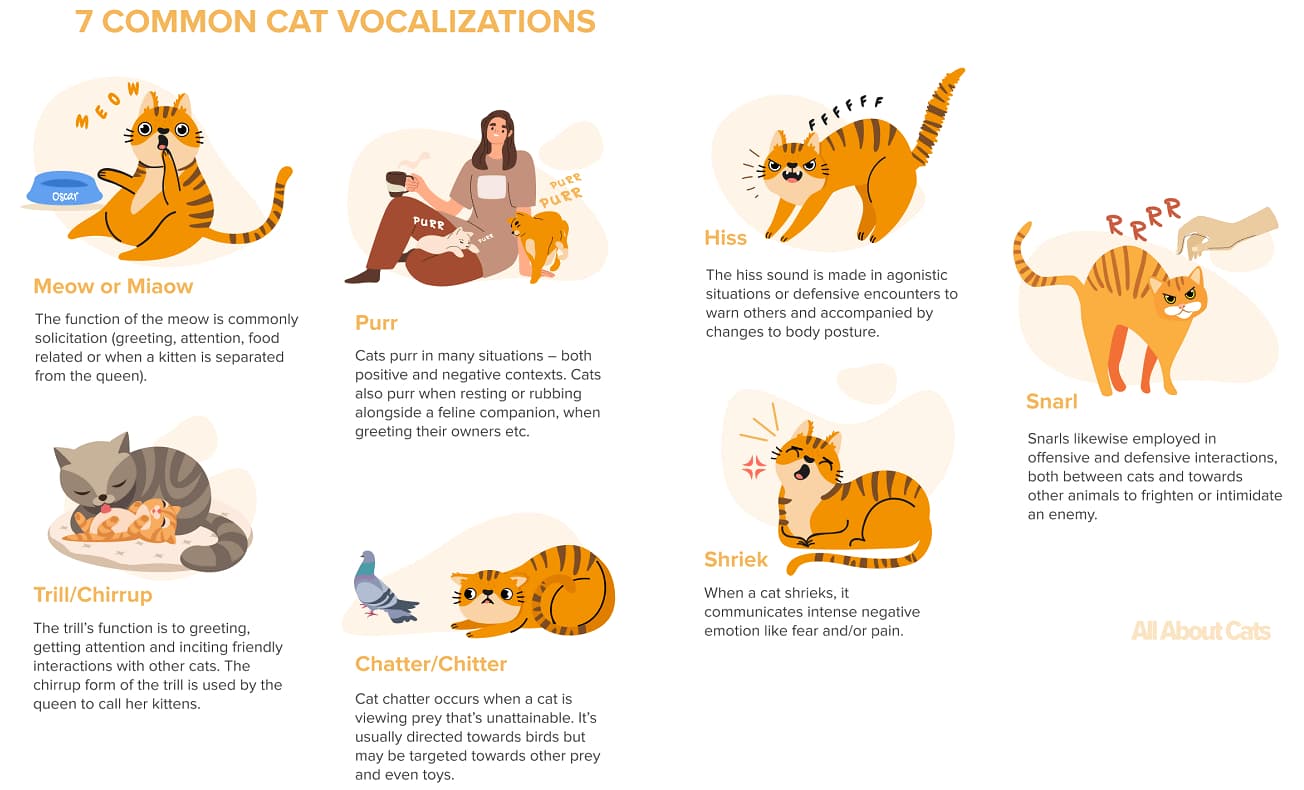 7 COMMON CAT VOCALIZATIONS
MEOW
Oscar
Meow or Miaow
The function of the meow is commonly
solicitation (greeting, attention, food
related or when a kitten is separated
from the queen).
Trill/Chirrup
The trill’s function is to greeting,
getting attention and inciting friendly
interactions with other cats. The
chirrup form of the trill is used by the
queen to call her kittens.
PURR
PURR
PURR
PURR
Purr
Cats purr in many situations – both
positive and negative contexts. Cats
also purr when resting or rubbing
alongside a feline companion, when
greeting their owners etc.
Chatter/Chitter
Cat chatter occurs when a cat is
viewing prey that’s unattainable. It’s
usually directed towards birds but
may be targeted towards other prey
and even toys.
FFFFFF
Hiss
The hiss sound is made in agonistic
situations or defensive encounters to
warn others and accompanied by
changes to body posture.
Shriek
When a cat shrieks, it
communicates intense negative
emotion like fear and/or pain.
RRRR
Snarl
Snarls likewise employed in
offensive and defensive interactions,
both between cats and towards
other animals to frighten or intimidate
an enemy.
All About Cats